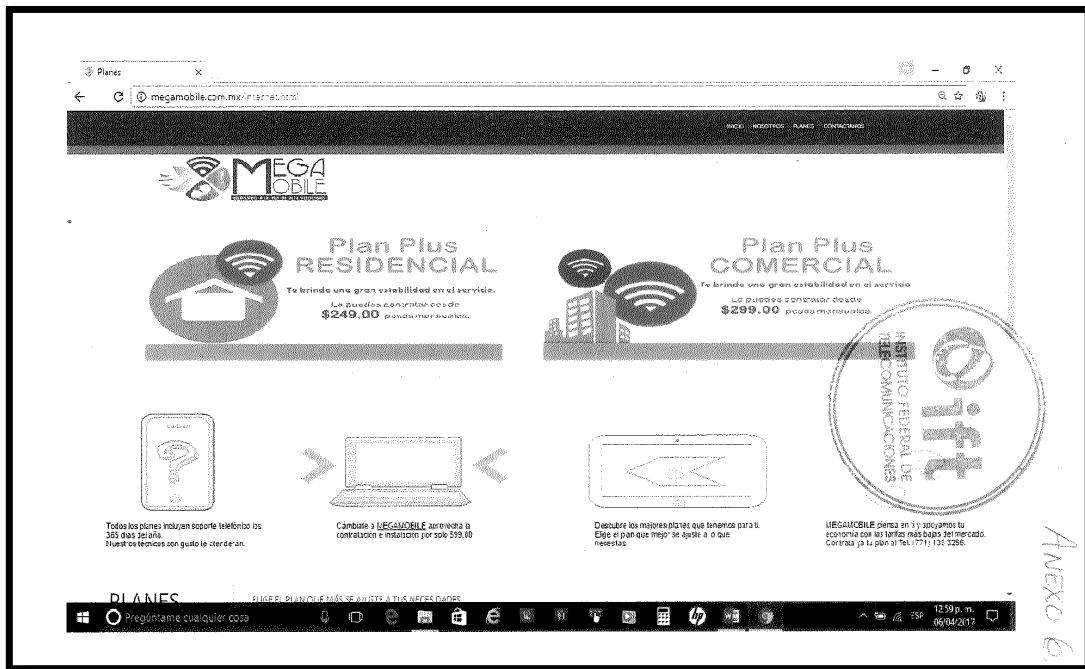 Planes
megamobile.com.mx/internet.html
INICIO NOSOTROS PLANES CONTACTANOS
MEGA
MOBILE
Plan Plus
RESIDENCIAL
Te brinda una gran estabilidad en el servicio.
Lo puedes contratar desde
$249.00 pesos mensuales.
Plan Plus
COMERCIAL
Te brinda una gran estabilidad en el servicio
Lo puedes contratar desde
$299.00 pesos mensuales.
INSTITUTO FEDERAL DE
TELECOMUNICACIONES
ift
Todos los planes incluyen soporte telefónico los
365 días del año.
Nuestros técnicos con gusto le atenderán.
Cámbiate a MEGAMOBILE aprovecha la
contratación e instalación por solo $99.00
Descubre los mejores planes que tenemos para ti.
Elige el plan que mejor se ajuste a lo que
necesitas.
MEGAMOBILE piensa en ti y apoyamos tu
economía con las tarifas más bajas del mercado.
Contrata ya tu plan al Tel. (771) 133 3256.
PLANES
ELIGE EL PLAN QUE MÁS SE AJUSTE A TUS NECESIDADES
Pregúntame cualquier cosa
ESP
12:59 p. m.
06/04/2017
ANEXO 6